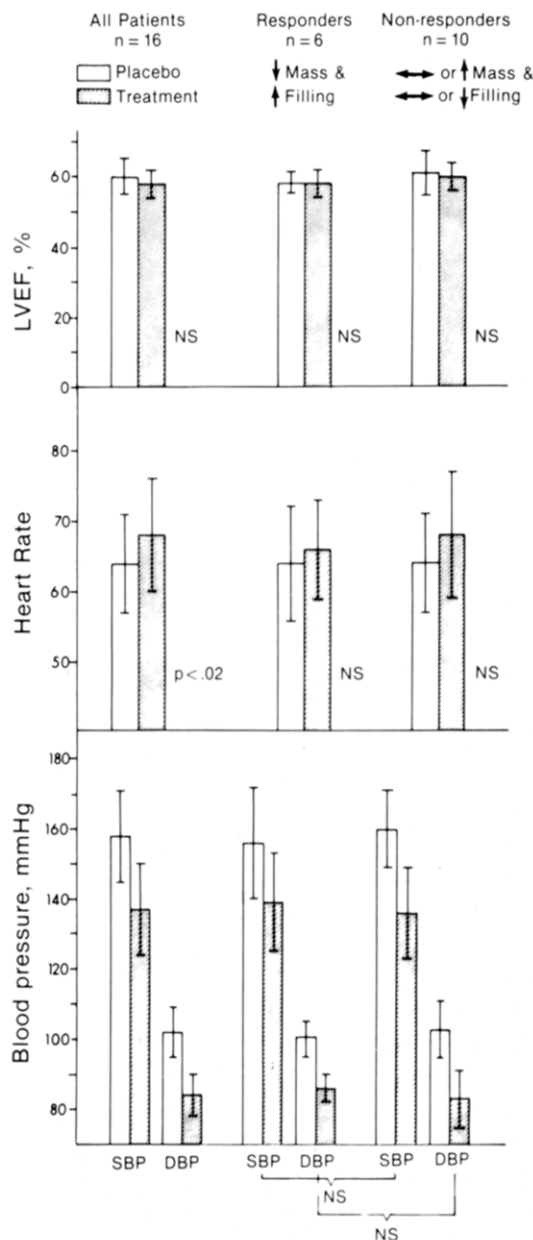 All Patients Responders Non-responders
n = 16 n = 6 n = 10
Placebo ↓ Mass & ↔ or ↑ Mass &
Treatment ↑ Filling ↔ or ↓ Filling
LVEF, %
60
40
20
0
NS NS NS
Heart Rate
80
70
60
50
p < .02 NS NS
Blood pressure, mmHg
180
160
140
120
100
80
SBP DBP SBP DBP SBP DBP
NS
NS